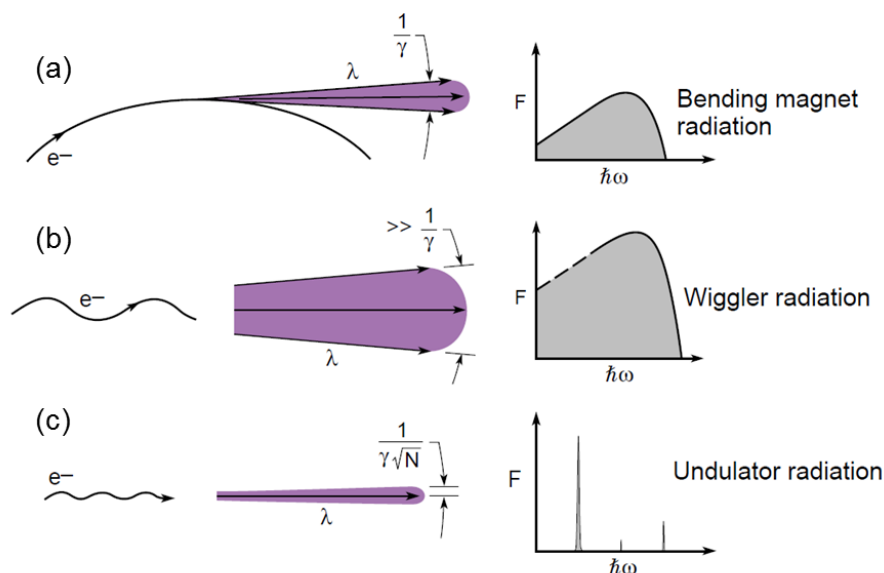 (a)
1/γ
λ
e–
F
ħω
Bending magnet
radiation
(b)
>> 1/γ
e–
λ
F
ħω
Wiggler radiation
(c)
1/γ√N
e–
λ
F
ħω
Undulator radiation